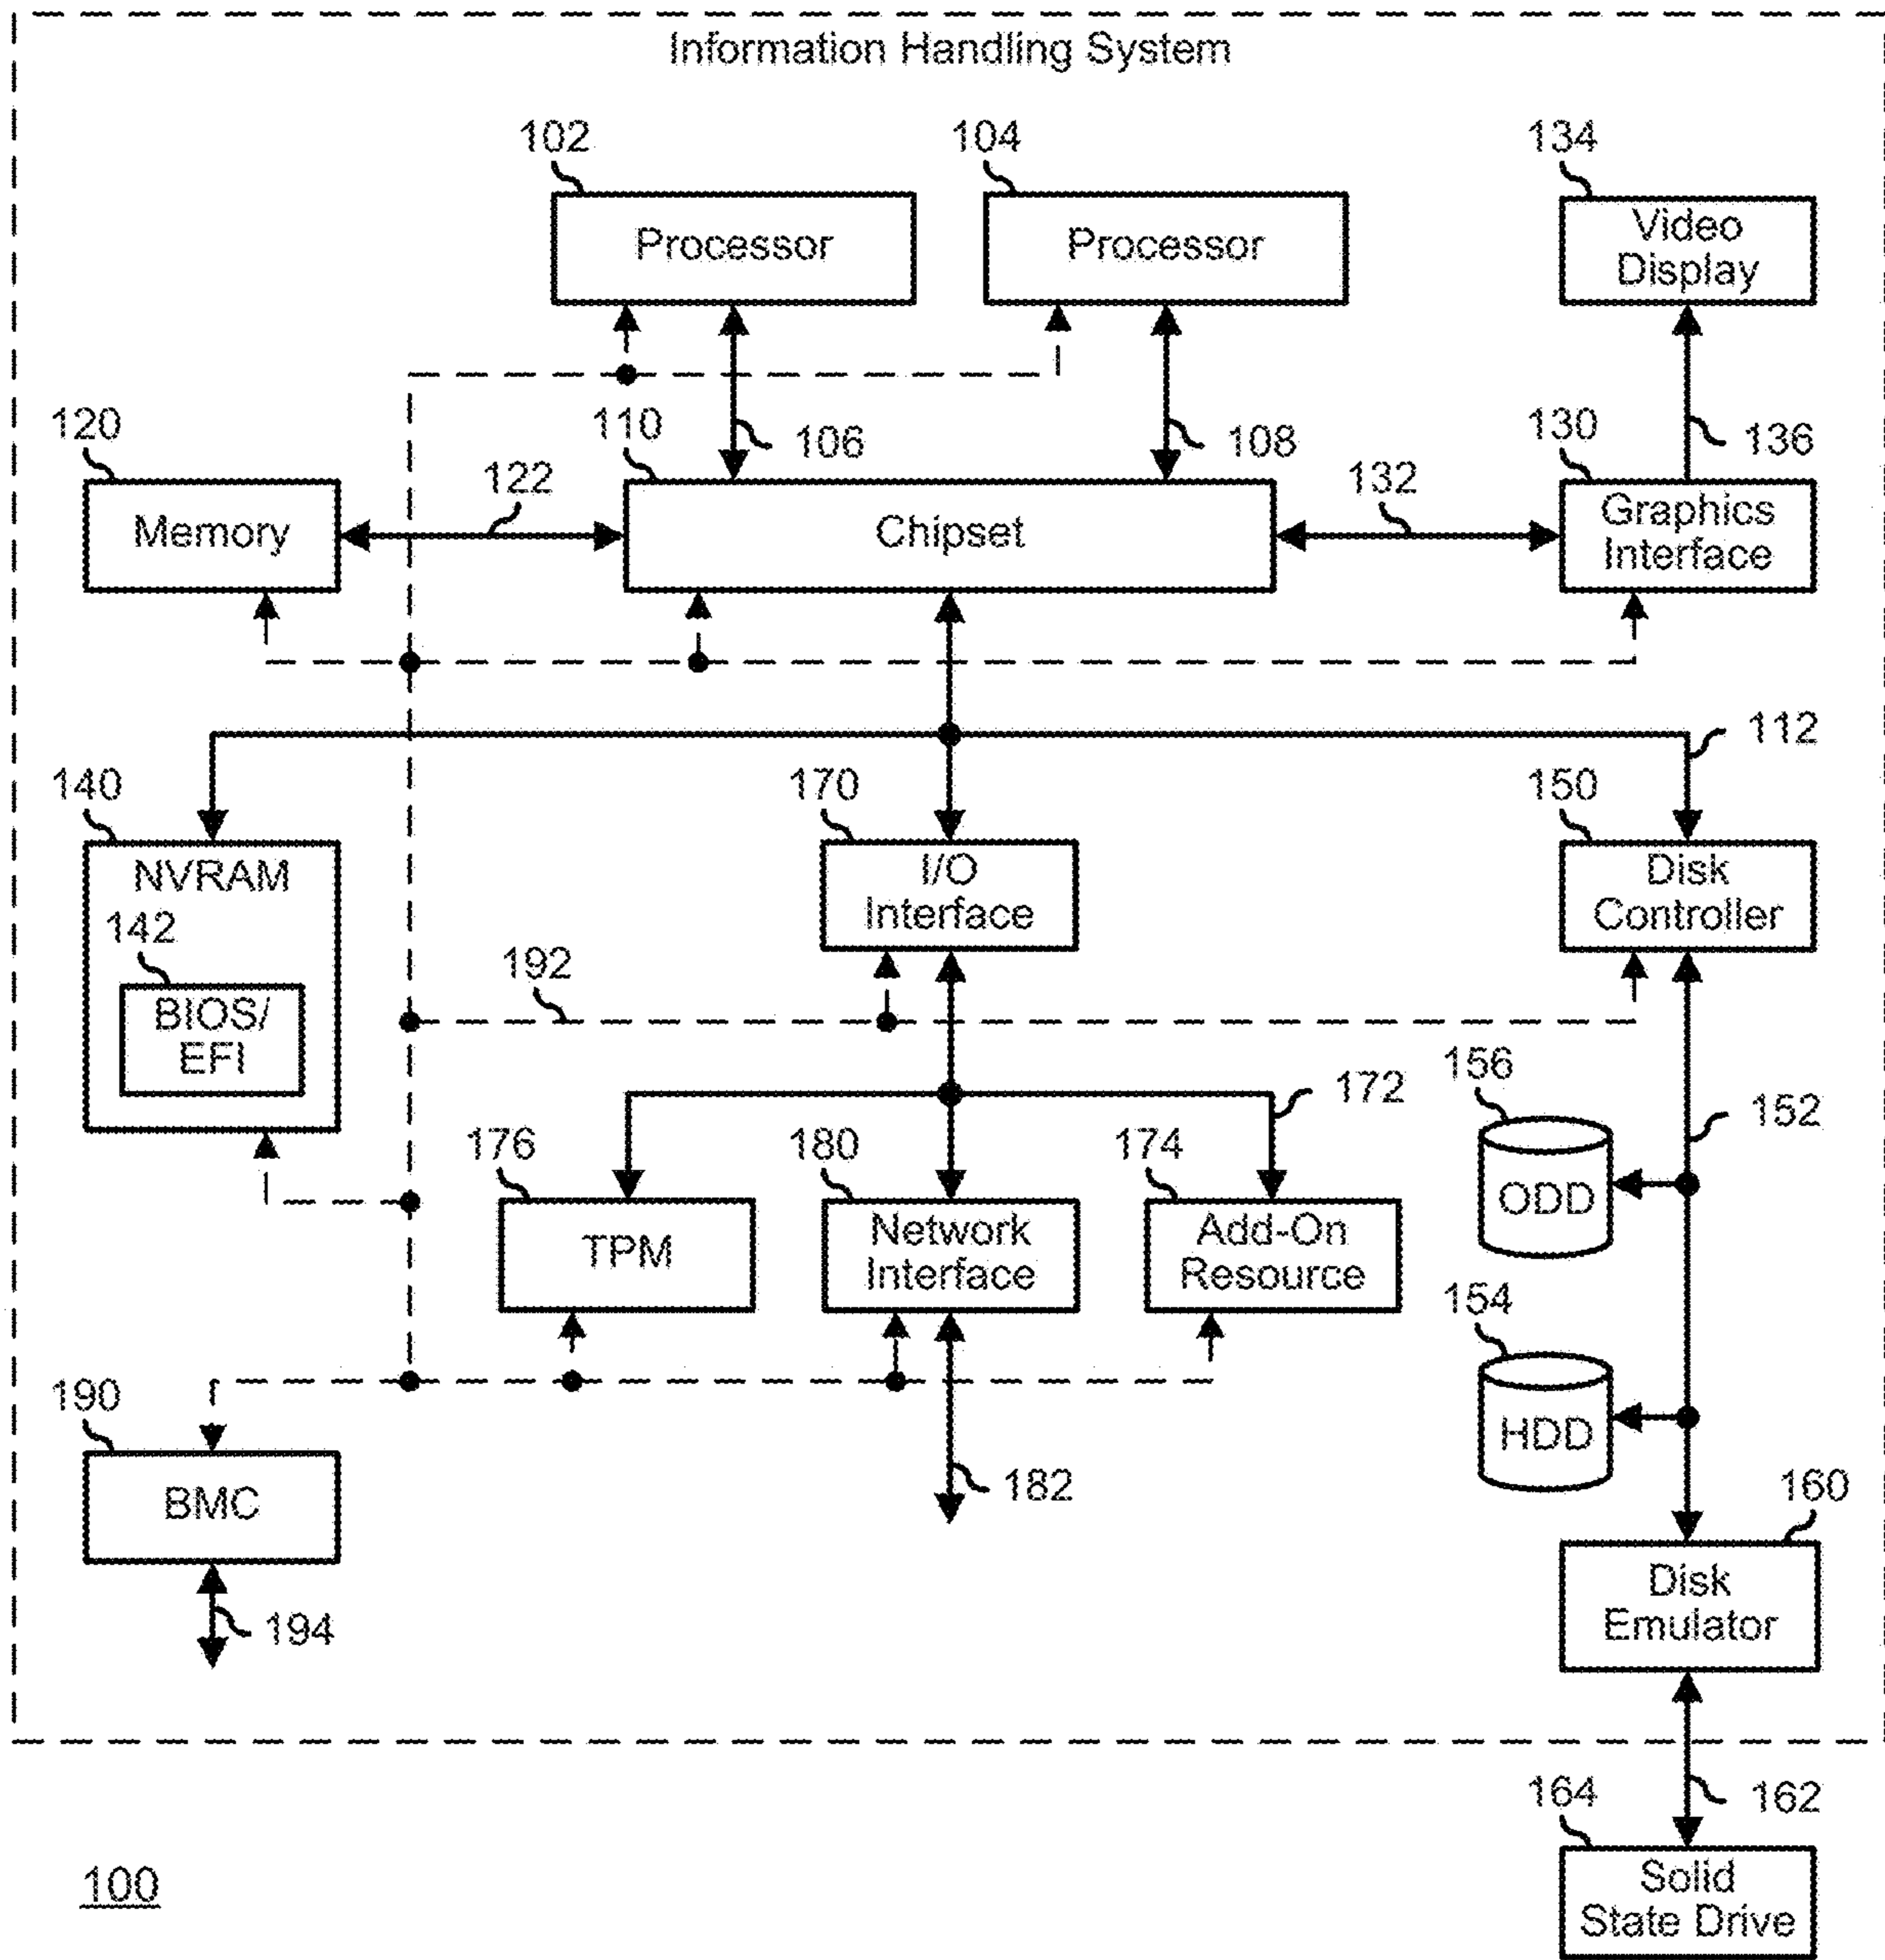 Information Handling System
102
104
134
Processor
Processor
Video
Display
120
110
106
108
130
136
122
132
Memory
Chipset
Graphics
Interface
112
140
170
150
NVRAM
I/O
Interface
Disk
Controller
142
192
BIOS/
EFI
156
172
152
176
180
174
ODD
TPM
Network
Interface
Add-On
Resource
154
190
HDD
182
BMC
160
194
Disk
Emulator
164
162
100
Solid
State Drive